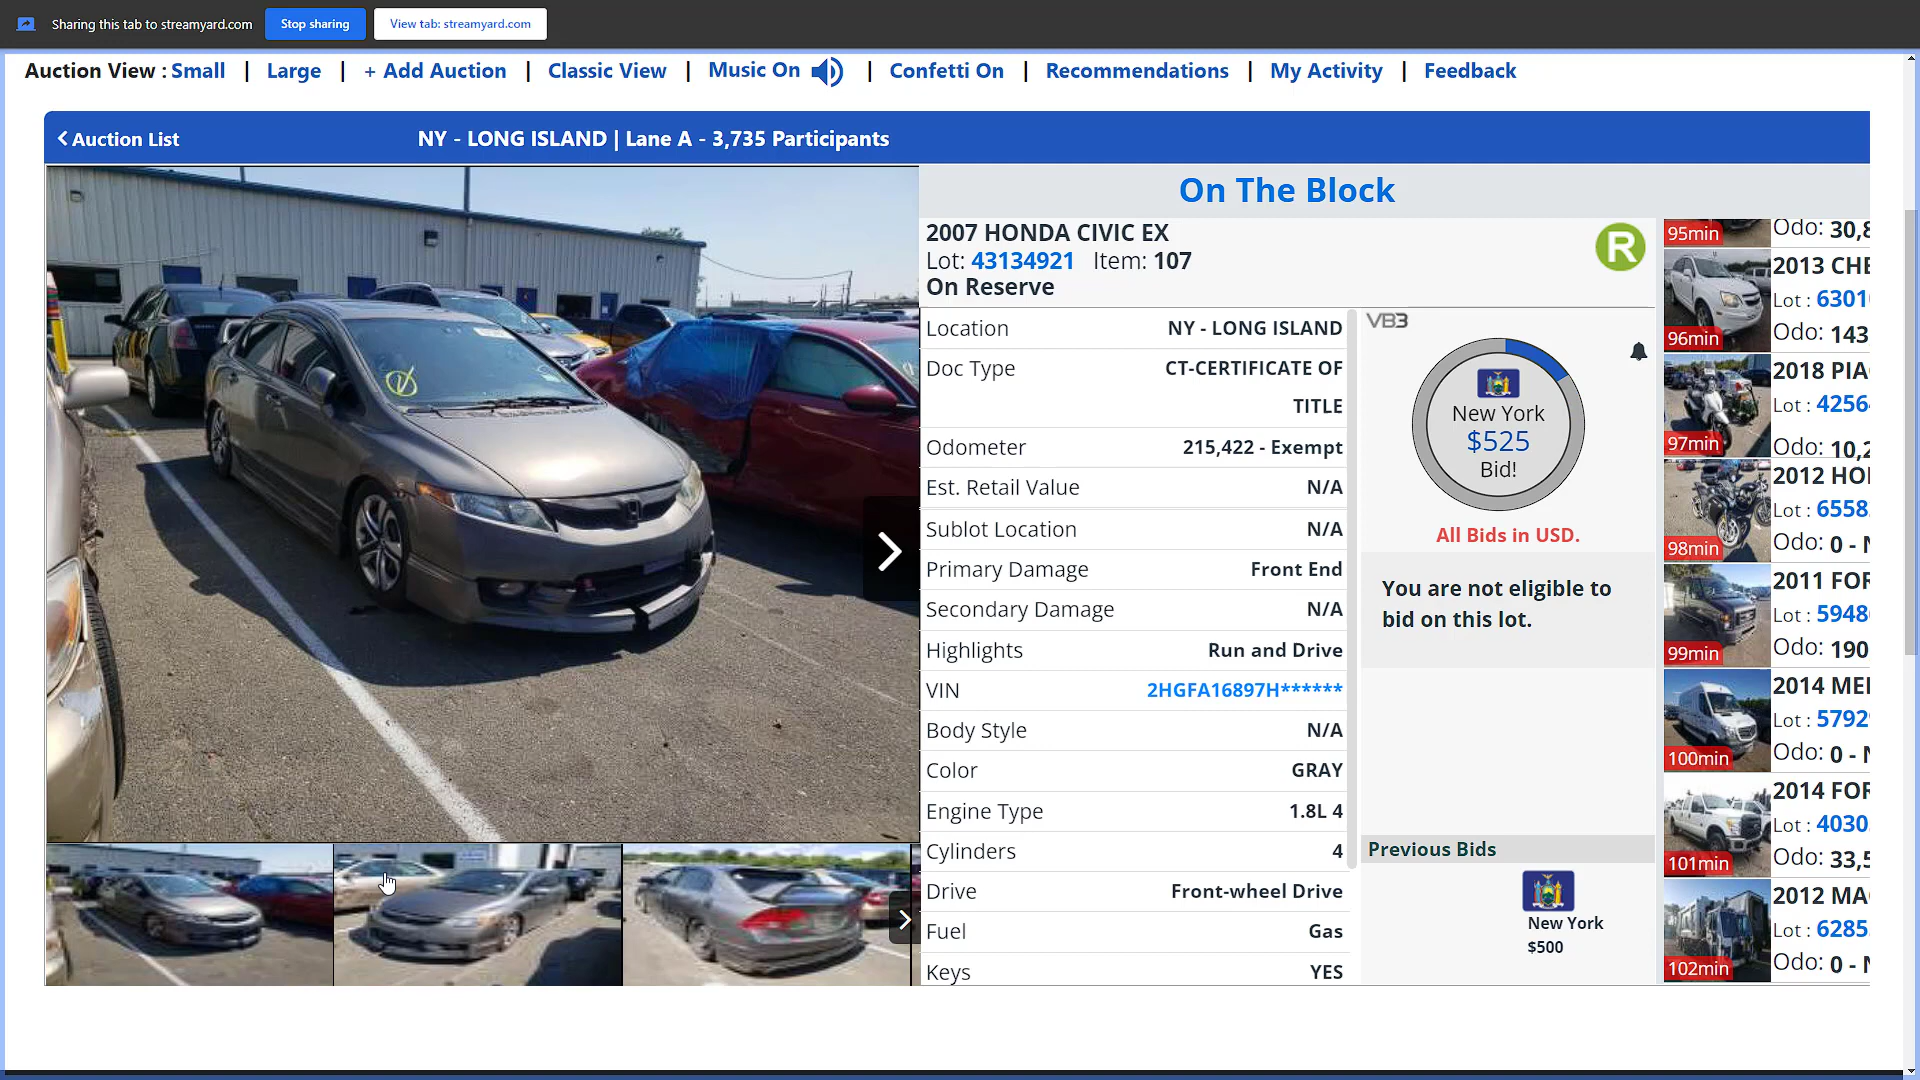 Sharing this tab to streamyard.com
Stop sharing
View tab: streamyard.com
Auction View : Small | Large | + Add Auction | Classic View | Music On | Confetti On | Recommendations | My Activity | Feedback
Auction List
NY - LONG ISLAND | Lane A - 3,735 Participants
On The Block
2007 HONDA CIVIC EX
Lot: 43134921 Item: 107
On Reserve
R
Location NY - LONG ISLAND
Doc Type CT-CERTIFICATE OF
TITLE
Odometer 215,422 - Exempt
Est. Retail Value N/A
Sublot Location N/A
Primary Damage Front End
Secondary Damage N/A
Highlights Run and Drive
VIN 2HGFA16897H******
Body Style N/A
Color GRAY
Engine Type 1.8L 4
Cylinders 4
Drive Front-wheel Drive
Fuel Gas
Keys YES
VB3
New York
$525
Bid!
All Bids in USD.
You are not eligible to
bid on this lot.
Previous Bids
New York
$500
95min
Odo: 30,8
2013 CHE
Lot : 6301
96min
Odo: 143
2018 PIA
Lot : 4256
97min
Odo: 10,2
2012 HO
Lot : 6558
98min
Odo: 0 - N
2011 FOR
Lot : 5948
99min
Odo: 190
2014 ME
Lot : 5792
100min
Odo: 0 - N
2014 FOR
Lot : 4030
101min
Odo: 33,5
2012 MA
Lot : 6285
102min
Odo: 0 - N